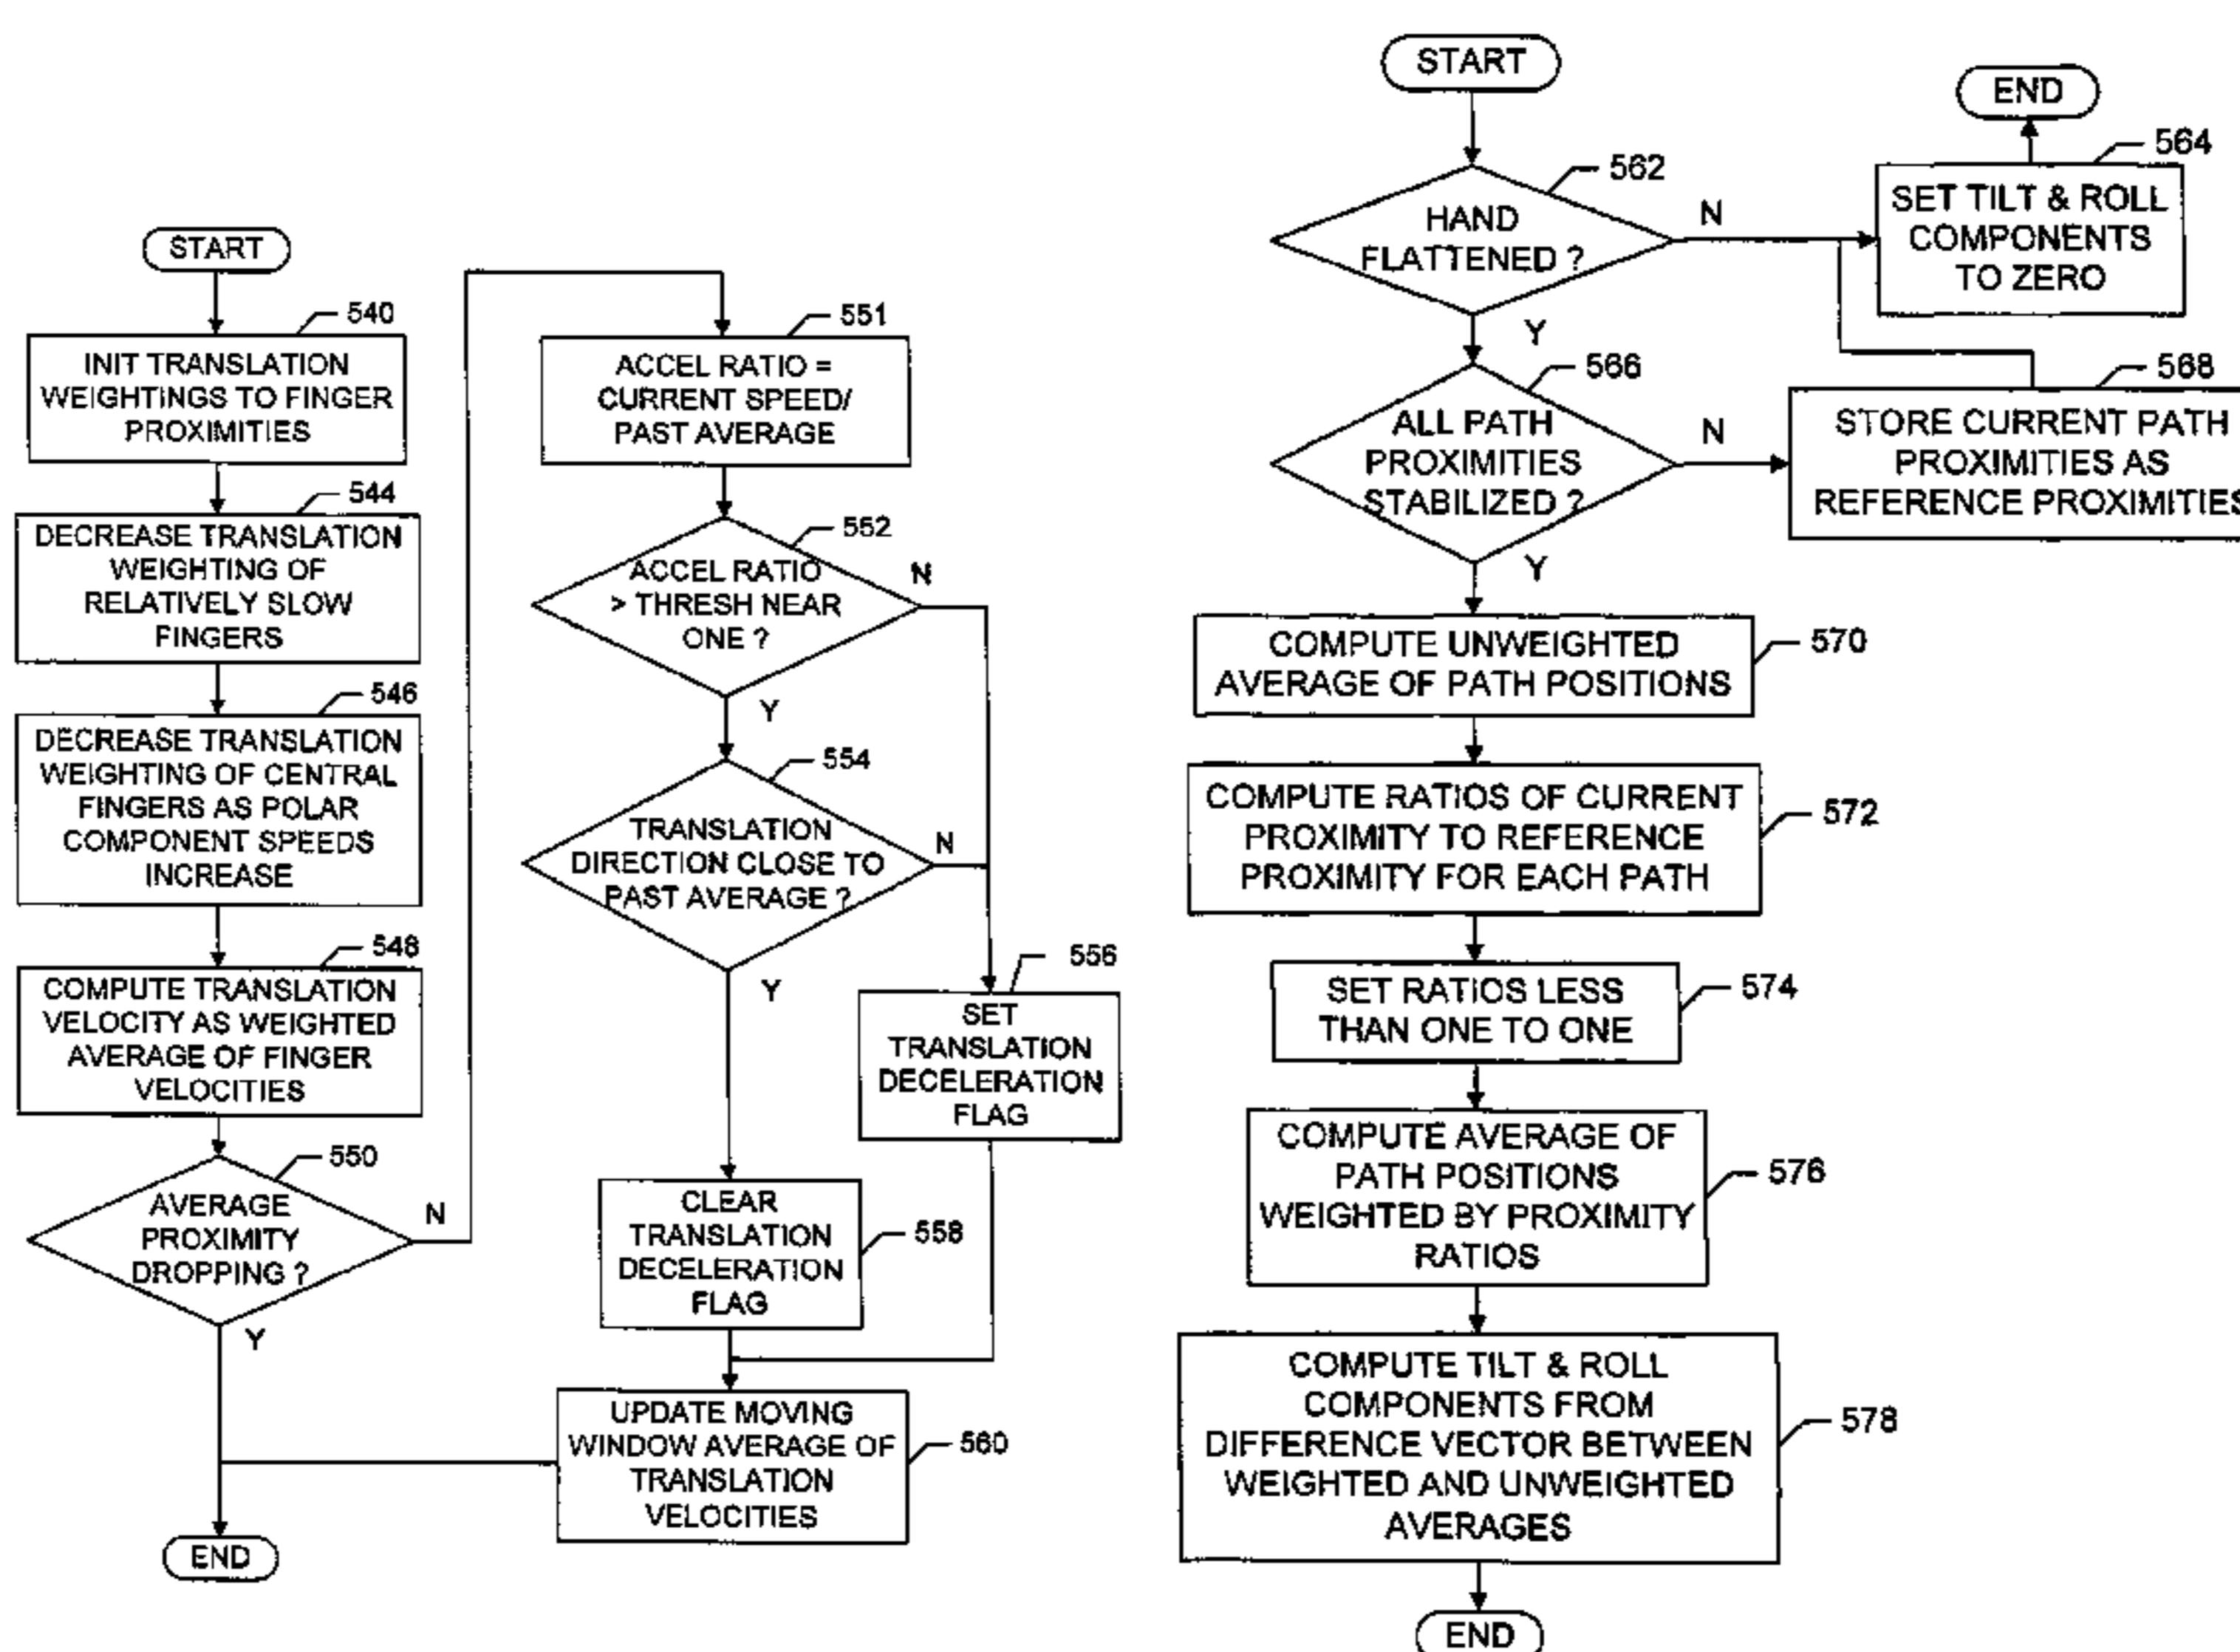 START
540
INIT TRANSLATION
WEIGHTINGS TO FINGER
PROXIMITIES
544
DECREASE TRANSLATION
WEIGHTING OF
RELATIVELY SLOW
FINGERS
546
DECREASE TRANSLATION
WEIGHTING OF CENTRAL
FINGERS AS POLAR
COMPONENT SPEEDS
INCREASE
548
COMPUTE TRANSLATION
VELOCITY AS WEIGHTED
AVERAGE OF FINGER
VELOCITIES
550
AVERAGE
PROXIMITY
DROPPING ?
N
Y
END
551
ACCEL RATIO =
CURRENT SPEED/
PAST AVERAGE
552
ACCEL RATIO
> THRESH NEAR
ONE ?
N
Y
554
TRANSLATION
DIRECTION CLOSE TO
PAST AVERAGE ?
N
Y
556
SET
TRANSLATION
DECELERATION
FLAG
CLEAR
TRANSLATION
DECELERATION
FLAG
558
UPDATE MOVING
WINDOW AVERAGE OF
TRANSLATION
VELOCITIES
560
START
562
HAND
FLATTENED ?
N
Y
END
564
SET TILT & ROLL
COMPONENTS
TO ZERO
566
ALL PATH
PROXIMITIES
STABILIZED ?
N
Y
568
STORE CURRENT PATH
PROXIMITIES AS
REFERENCE PROXIMITIES
COMPUTE UNWEIGHTED
AVERAGE OF PATH POSITIONS
570
COMPUTE RATIOS OF CURRENT
PROXIMITY TO REFERENCE
PROXIMITY FOR EACH PATH
572
SET RATIOS LESS
THAN ONE TO ONE
574
COMPUTE AVERAGE OF
PATH POSITIONS
WEIGHTED BY PROXIMITY
RATIOS
576
COMPUTE TILT & ROLL
COMPONENTS FROM
DIFFERENCE VECTOR BETWEEN
WEIGHTED AND UNWEIGHTED
AVERAGES
578
END